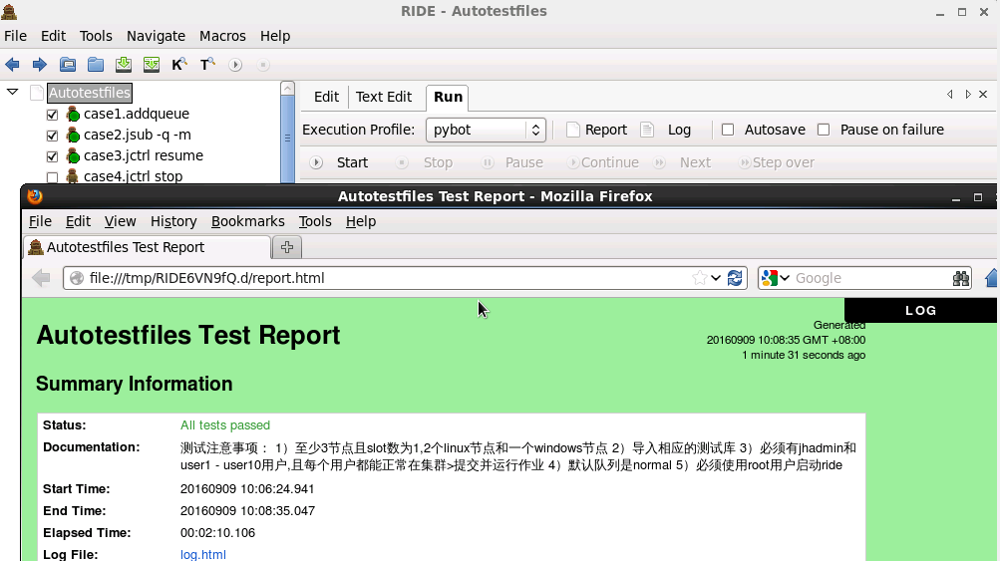 RIDE - Autotestfiles
File Edit Tools Navigate Macros Help
Autotestfiles
case1.addqueue
case2.jsub -q -m
case3.jctrl resume
case4.jctrl stop
Edit Text Edit Run
Execution Profile: pybot Report Log Autosave Pause on failure
Start Stop Pause Continue Next Step over
Autotestfiles Test Report - Mozilla Firefox
File Edit View History Bookmarks Tools Help
Autotestfiles Test Report
file:///tmp/RIDE6VN9fQ.d/report.html Google
LOG
Autotestfiles Test Report
Generated
20160909 10:08:35 GMT +08:00
1 minute 31 seconds ago
Summary Information
Status: All tests passed
Documentation: 测试注意事项： 1）至少3节点且slot数为1,2个linux节点和一个windows节点 2）导入相应的测试库 3）必须有jhadmin和
user1 - user10用户,且每个用户都能正常在集群>提交并运行作业 4）默认队列是normal 5）必须使用root用户启动ride
Start Time: 20160909 10:06:24.941
End Time: 20160909 10:08:35.047
Elapsed Time: 00:02:10.106
Log File: log.html